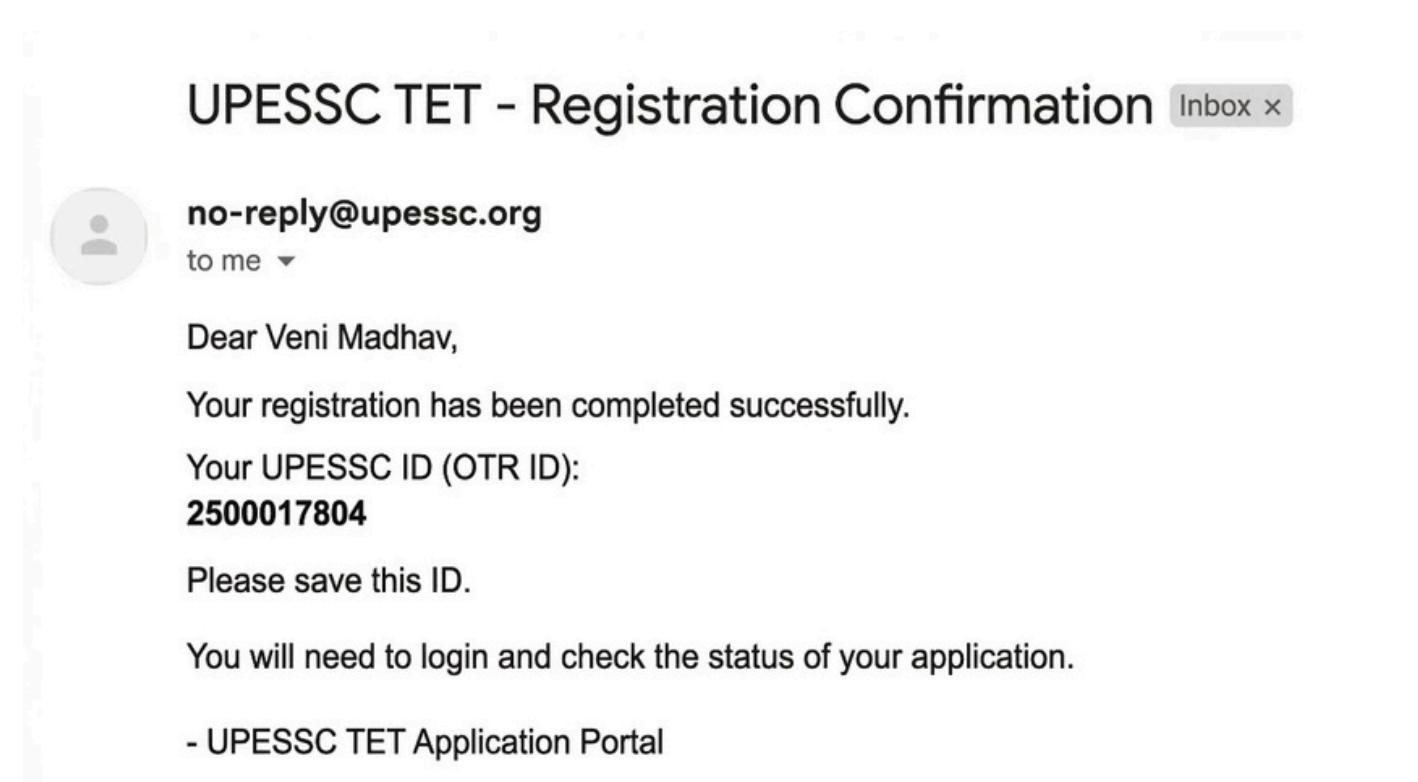 UPESSC TET - Registration Confirmation Inbox ×
no-reply@upessc.org
to me
Dear Veni Madhav,
Your registration has been completed successfully.
Your UPESSC ID (OTR ID):
2500017804
Please save this ID.
You will need to login and check the status of your application.
- UPESSC TET Application Portal